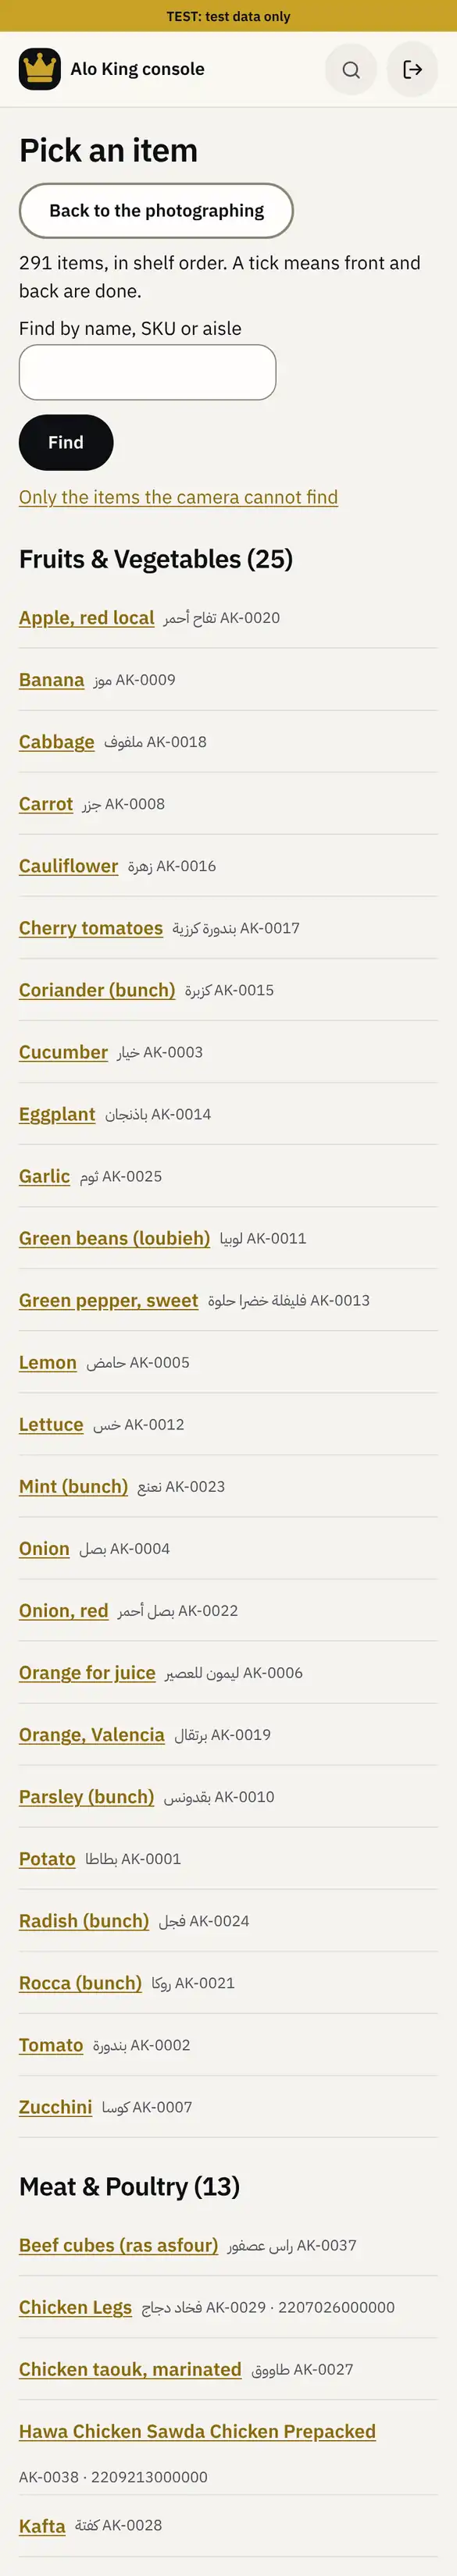 TEST: test data only
Alo King console
Pick an item
Back to the photographing
291 items, in shelf order. A tick means front and
back are done.
Find by name, SKU or aisle
Find
Only the items the camera cannot find
Fruits & Vegetables (25)
Apple, red local تفاح أحمر AK-0020
Banana موز AK-0009
Cabbage ملفوف AK-0018
Carrot جزر AK-0008
Cauliflower زهرة AK-0016
Cherry tomatoes بندورة كرزية AK-0017
Coriander (bunch) كزبرة AK-0015
Cucumber خيار AK-0003
Eggplant باذنجان AK-0014
Garlic ثوم AK-0025
Green beans (loubieh) لوبيا AK-0011
Green pepper, sweet فليفلة خضرا حلوة AK-0013
Lemon حامض AK-0005
Lettuce خس AK-0012
Mint (bunch) نعنع AK-0023
Onion بصل AK-0004
Onion, red بصل أحمر AK-0022
Orange for juice ليمون للعصير AK-0006
Orange, Valencia برتقال AK-0019
Parsley (bunch) بقدونس AK-0010
Potato بطاطا AK-0001
Radish (bunch) فجل AK-0024
Rocca (bunch) روكا AK-0021
Tomato بندورة AK-0002
Zucchini كوسا AK-0007
Meat & Poultry (13)
Beef cubes (ras asfour) راس عصفور AK-0037
Chicken Legs فخاد دجاج AK-0029 · 2207026000000
Chicken taouk, marinated طاووق AK-0027
Hawa Chicken Sawda Chicken Prepacked
AK-0038 · 2209213000000
Kafta كفتة AK-0028